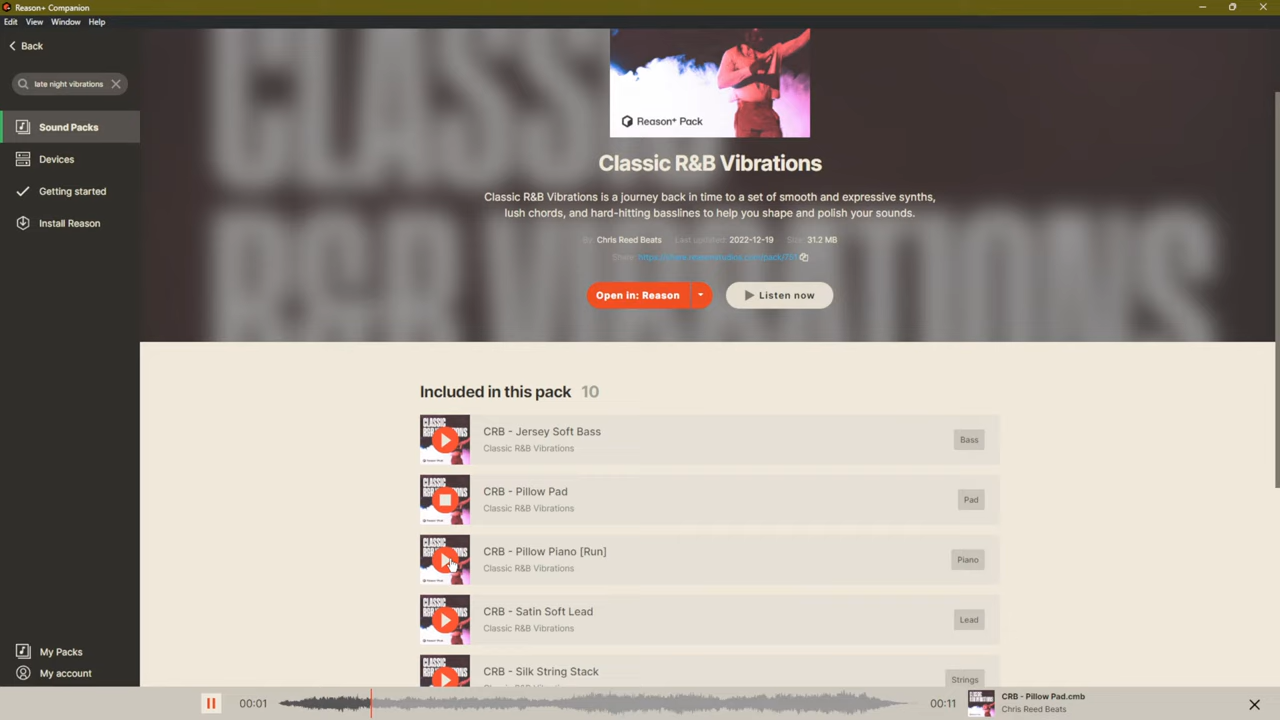 Reason+ Companion
Edit View Window Help
Back
late night vibrations
Sound Packs
Devices
Getting started
Install Reason
My Packs
My account
Reason+ Pack
Classic R&B Vibrations
Classic R&B Vibrations is a journey back in time to a set of smooth and expressive synths,
lush chords, and hard-hitting basslines to help you shape and polish your sounds.
By Chris Reed Beats Last updated 2022-12-19 Size 31.2 MB
Share
Open in: Reason
Listen now
Included in this pack 10
CRB - Jersey Soft Bass
Classic R&B Vibrations
Bass
CRB - Pillow Pad
Classic R&B Vibrations
Pad
CRB - Pillow Piano [Run]
Classic R&B Vibrations
Piano
CRB - Satin Soft Lead
Classic R&B Vibrations
Lead
CRB - Silk String Stack
Strings
00:01
00:11
CRB - Pillow Pad.cmb
Chris Reed Beats